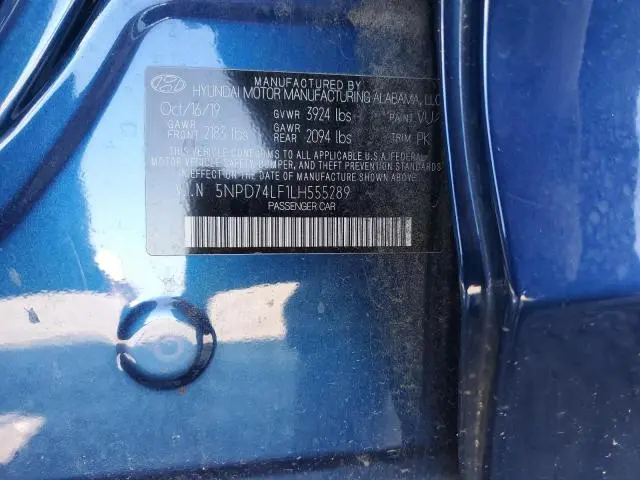 MANUFACTURED BY
HYUNDAI MOTOR MANUFACTURING ALABAMA, LLC
Oct/16/19 GVWR 3924 lbs PAINT
GAWR FRONT 2183 lbs GAWR REAR 2094 lbs TRIM PK
THIS VEHICLE CONFORMS TO ALL APPLICABLE U.S.A FEDERAL
MOTOR VEHICLE SAFETY, BUMPER, AND THEFT PREVENTION STANDARDS
IN EFFECT ON THE DATE OF MANUFACTURE SHOWN ABOVE.
V.I.N 5NPD74LF1LH555289
PASSENGER CAR